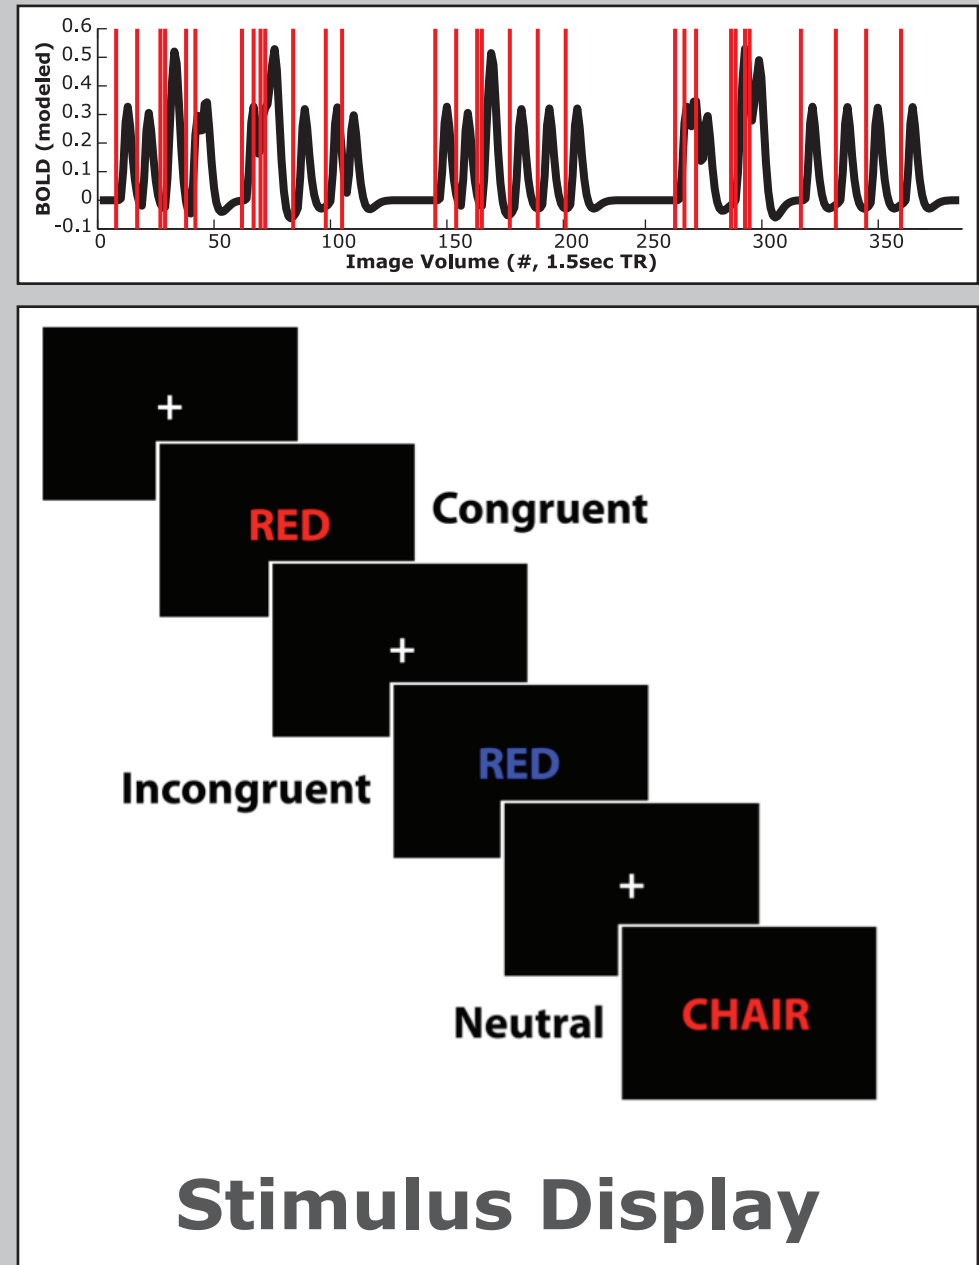 0.6
0.5
0.4
0.3
0.2
0.1
0
-0.1
BOLD (modeled)
0 50 100 150 200 250 300 350
Image Volume (#, 1.5sec TR)
+
RED
Congruent
+
RED
Incongruent
+
Neutral
CHAIR
Stimulus Display